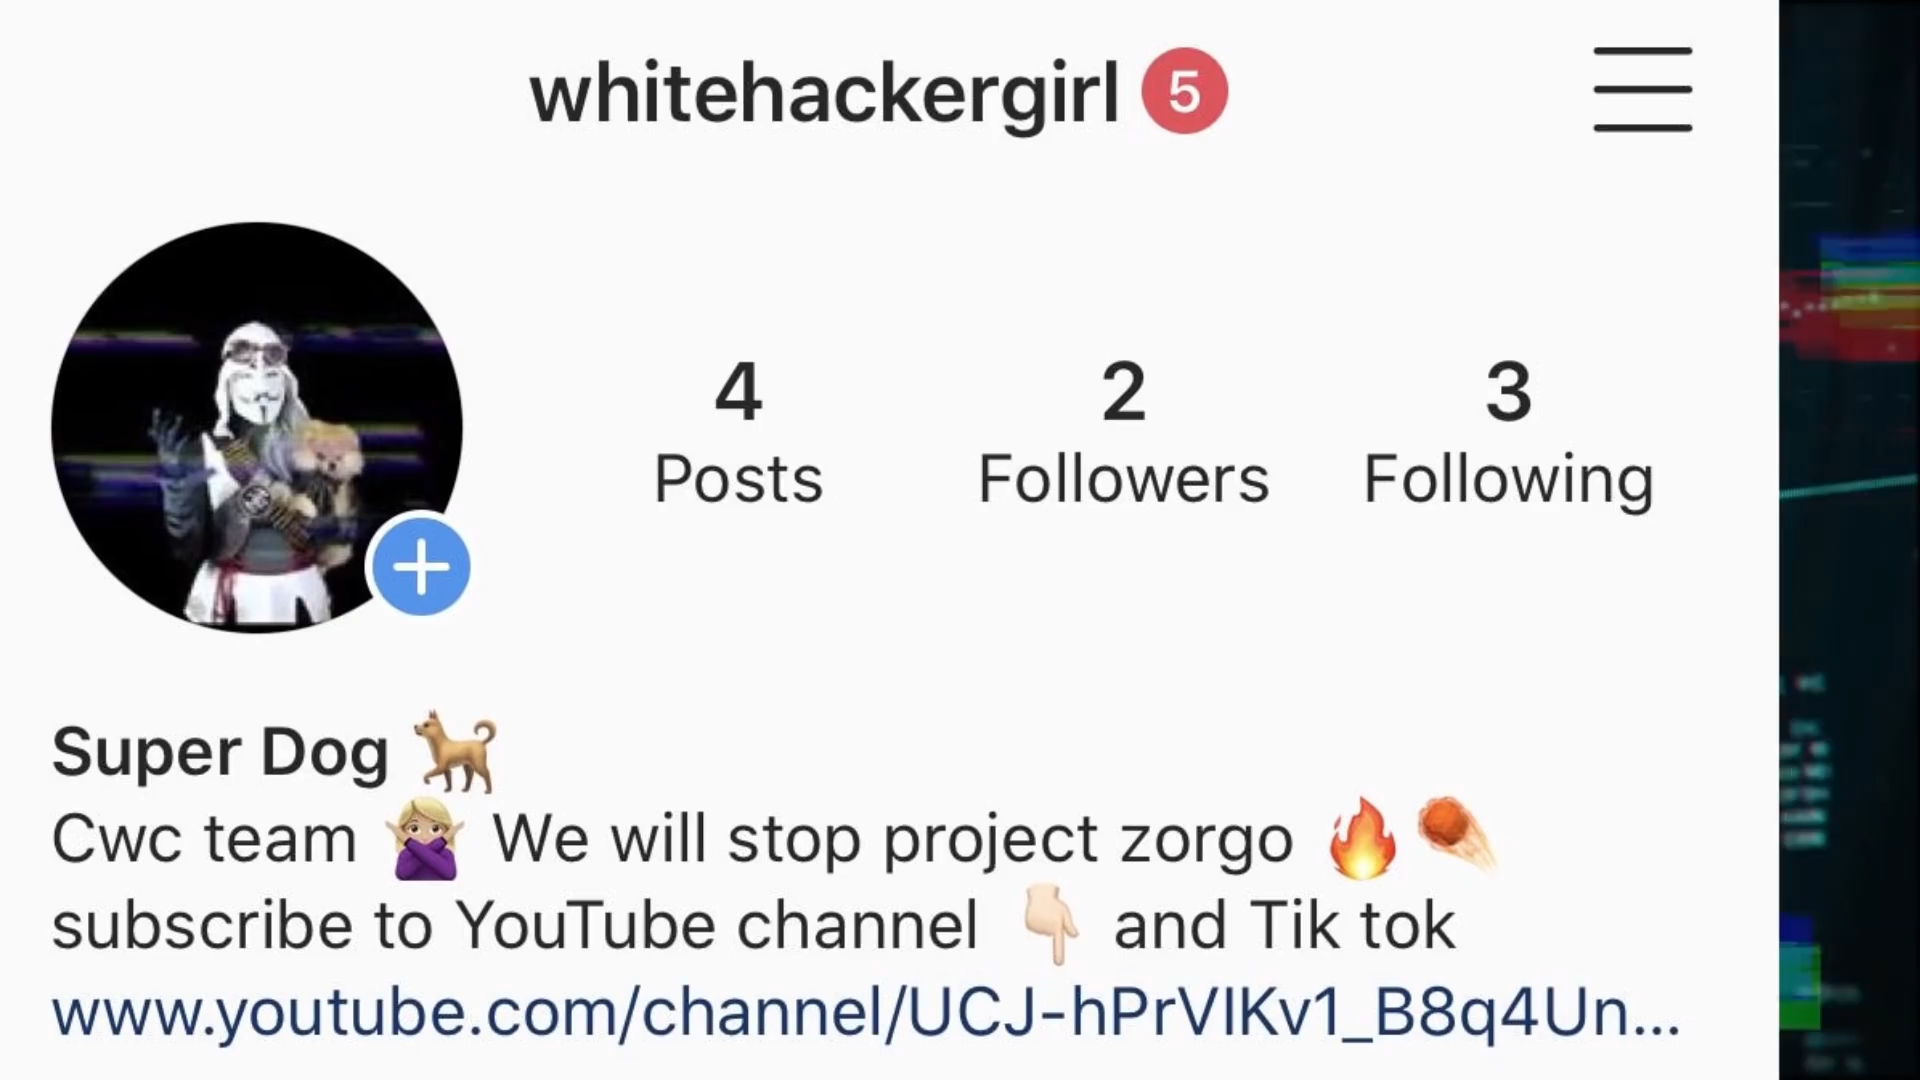 whitehackergirl 5
4 2 3
Posts Followers Following
Super Dog 🐕
Cwc team 🙅🏼‍♀️ We will stop project zorgo 🔥☄️
subscribe to YouTube channel 👇🏻 and Tik tok
www.youtube.com/channel/UCJ-hPrVIKv1_B8q4Un...